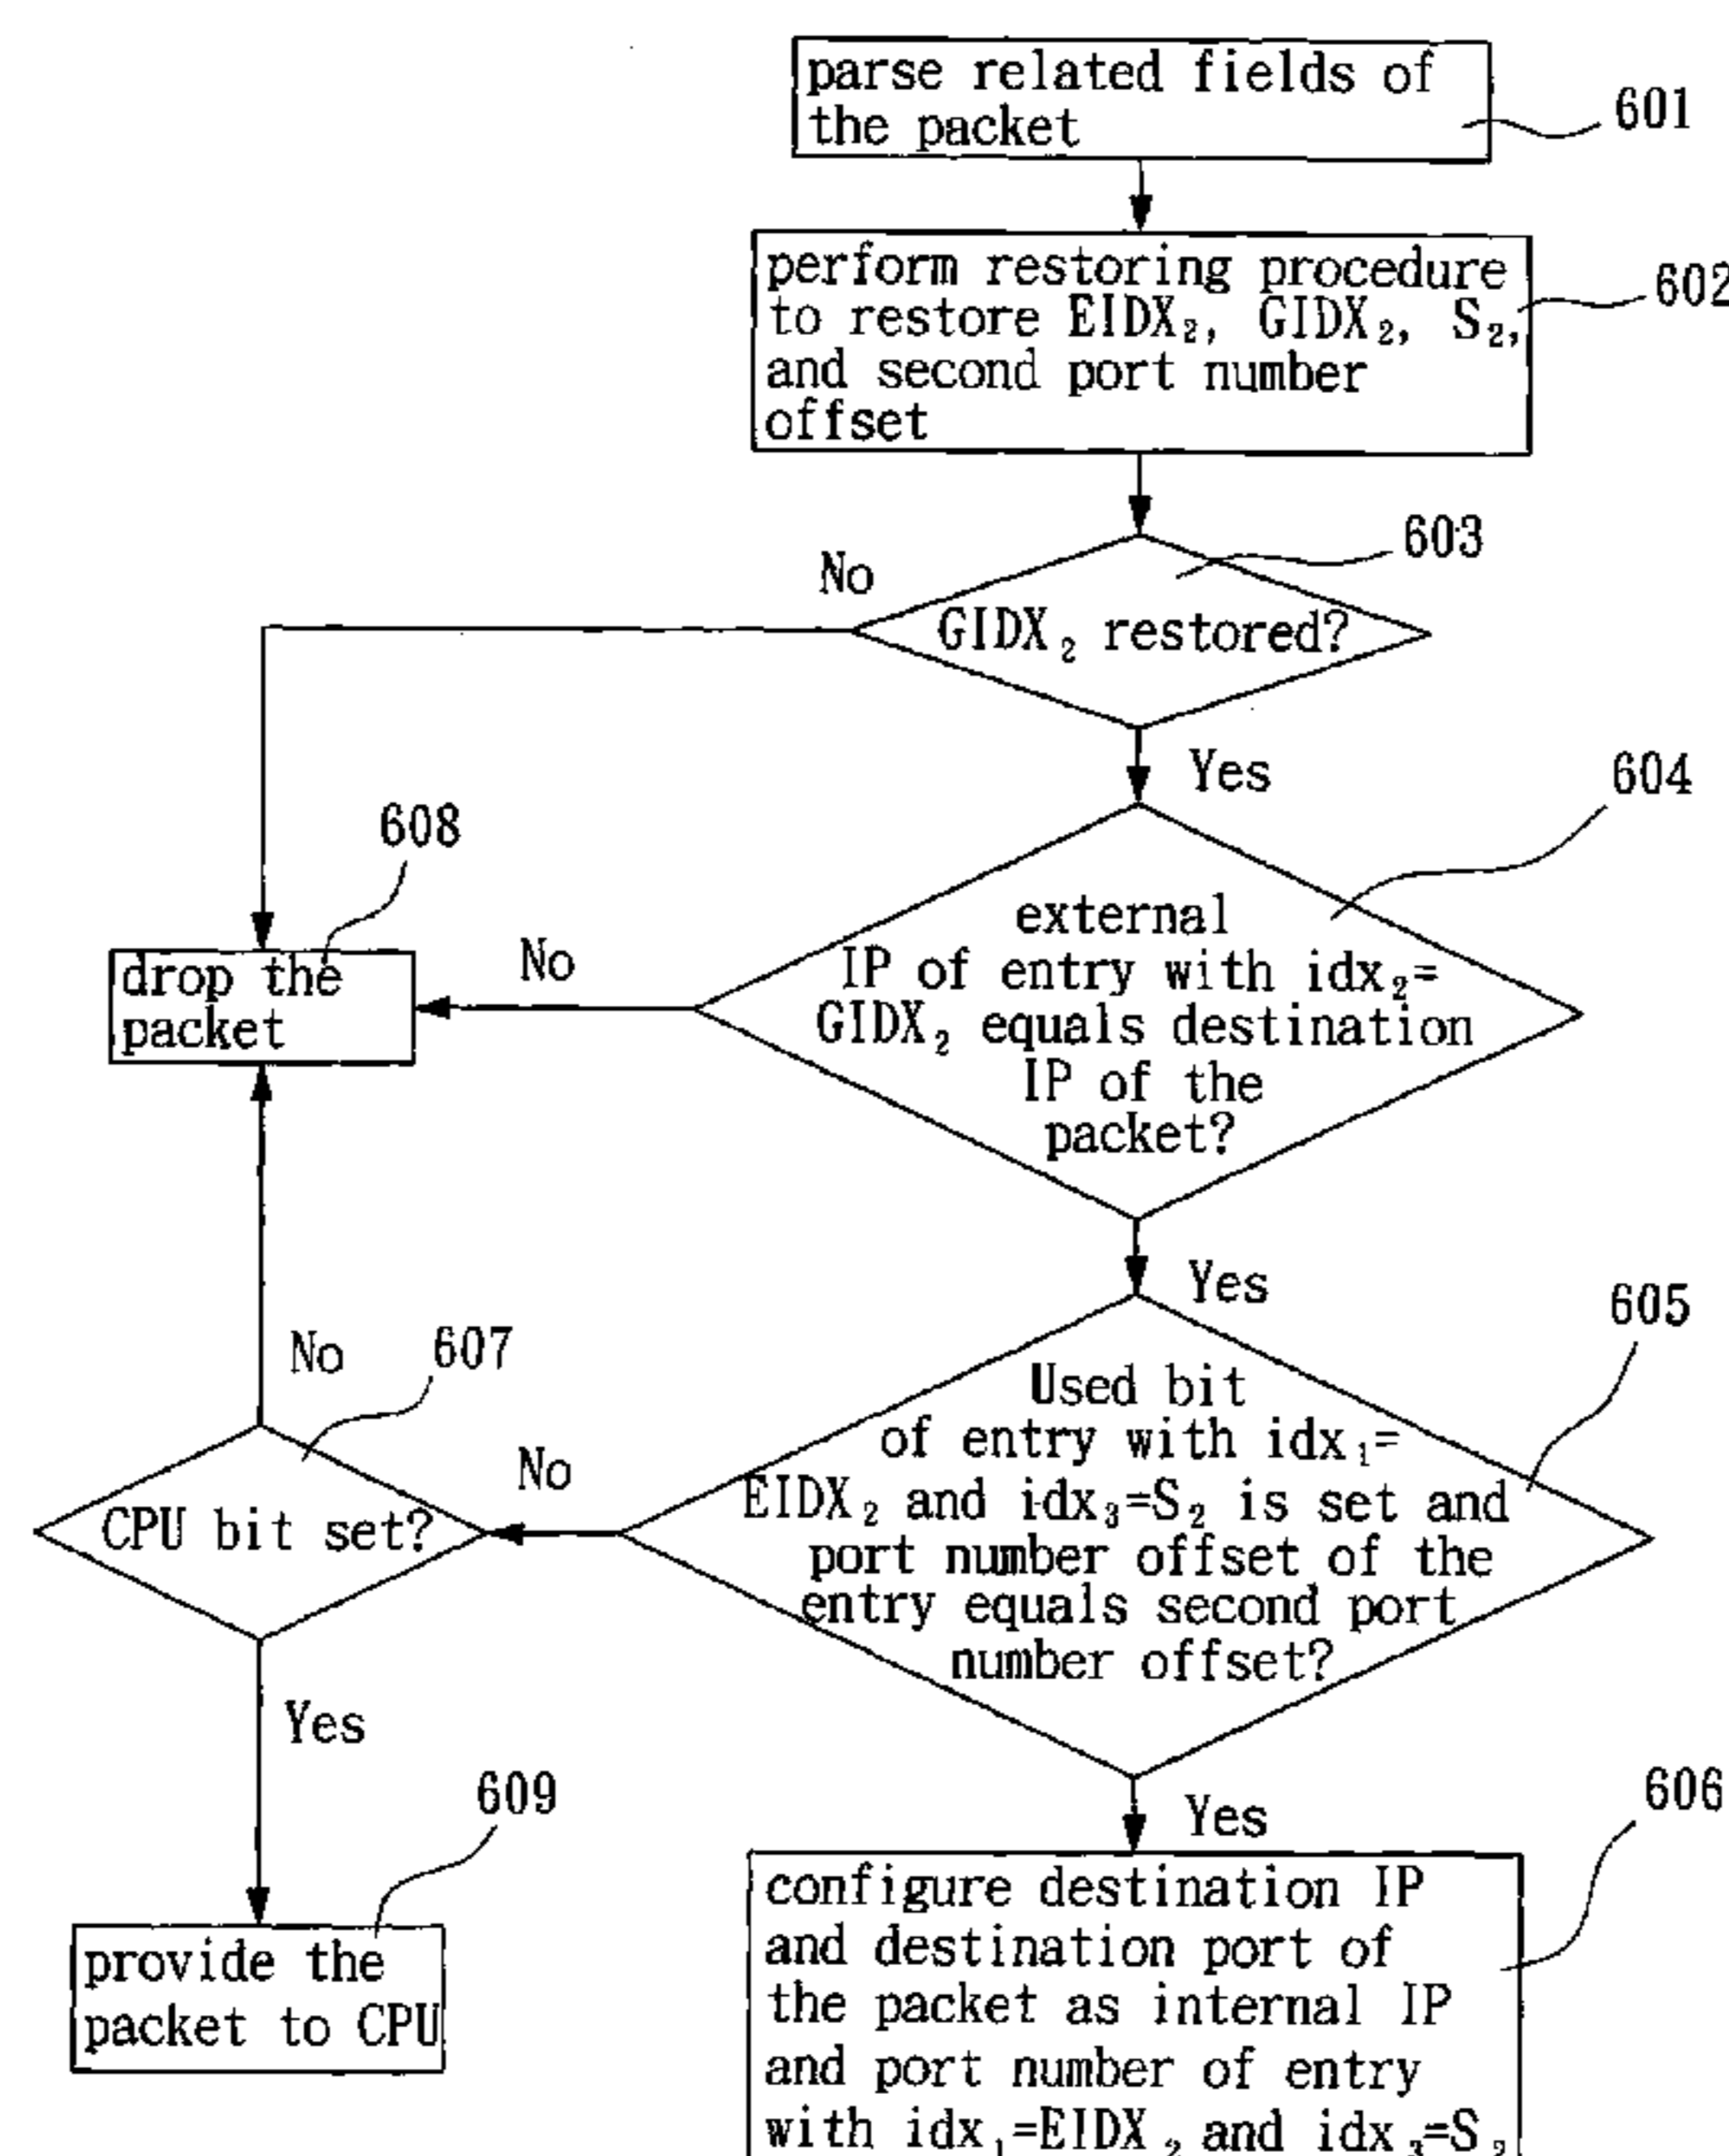 parse related fields of
the packet
601
perform restoring procedure
to restore EIDX₂, GIDX₂, S₂,
and second port number
offset
602
603
No
GIDX₂ restored?
Yes
604
608
external
IP of entry with idx₂=
GIDX₂ equals destination
IP of the
packet?
No
drop the
packet
Yes
605
607
No
Used bit
of entry with idx₁=
EIDX₂ and idx₃=S₂ is set and
port number offset of the
entry equals second port
number offset?
No
CPU bit set?
Yes
609
Yes
606
provide the
packet to CPU
configure destination IP
and destination port of
the packet as internal IP
and port number of entry
with idx₁=EIDX₂ and idx₃=S₂